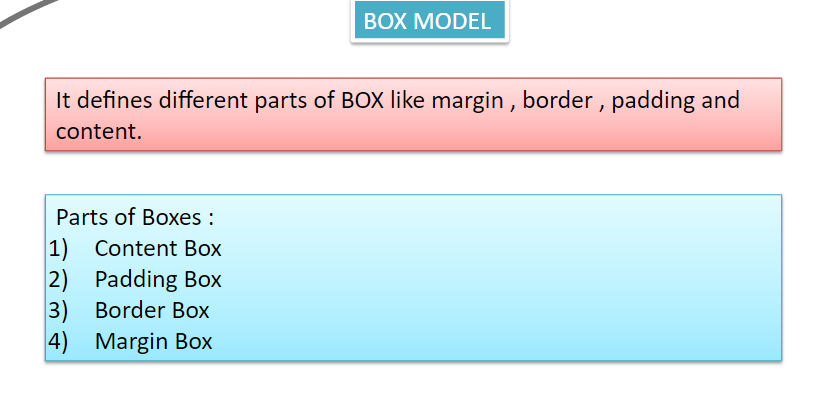 BOX MODEL
It defines different parts of BOX like margin , border , padding and
content.
Parts of Boxes :
1) Content Box
2) Padding Box
3) Border Box
4) Margin Box